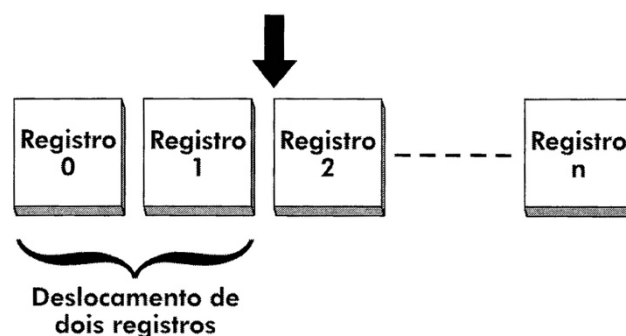 Registro
0
Registro
1
Registro
2
Registro
n
Deslocamento de
dois registros